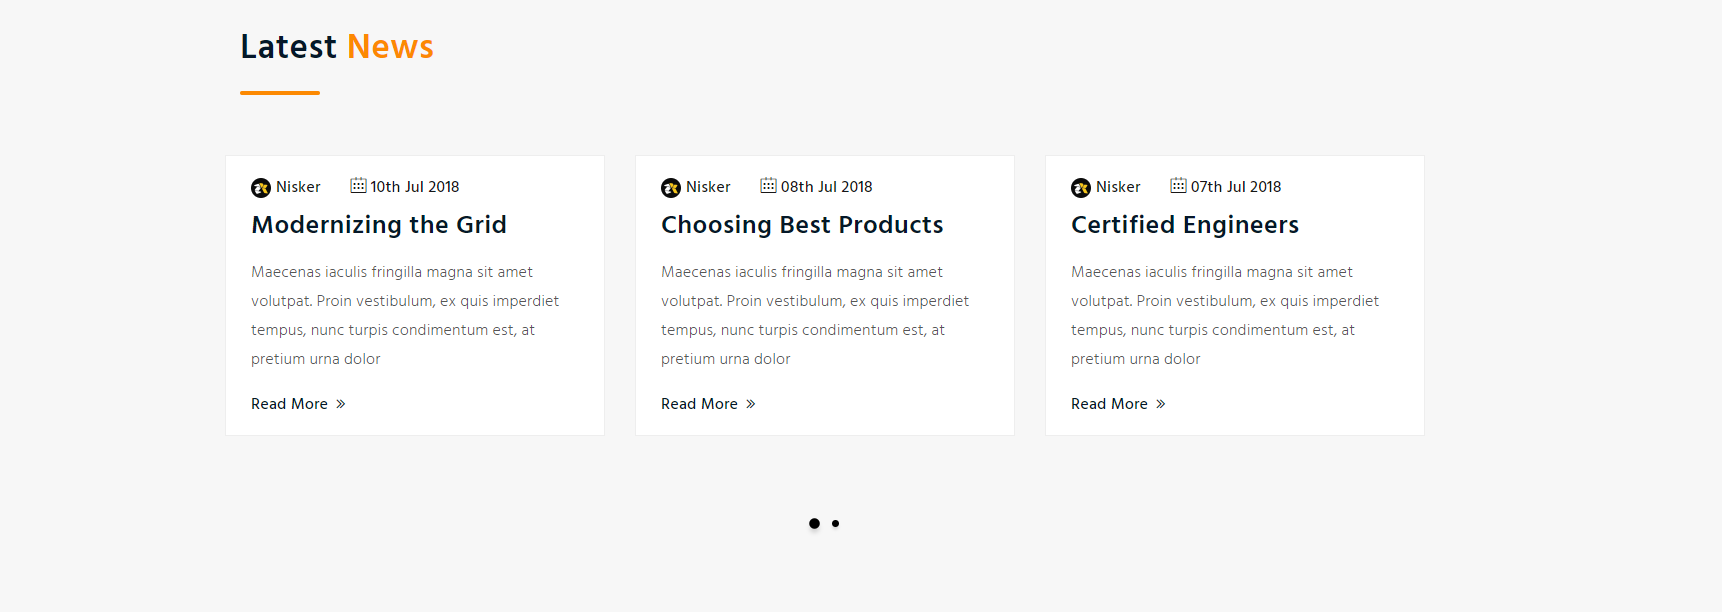 Latest News
Nisker 10th Jul 2018
Modernizing the Grid
Maecenas iaculis fringilla magna sit amet
volutpat. Proin vestibulum, ex quis imperdiet
tempus, nunc turpis condimentum est, at
pretium urna dolor
Read More »
Nisker 08th Jul 2018
Choosing Best Products
Maecenas iaculis fringilla magna sit amet
volutpat. Proin vestibulum, ex quis imperdiet
tempus, nunc turpis condimentum est, at
pretium urna dolor
Read More »
Nisker 07th Jul 2018
Certified Engineers
Maecenas iaculis fringilla magna sit amet
volutpat. Proin vestibulum, ex quis imperdiet
tempus, nunc turpis condimentum est, at
pretium urna dolor
Read More »